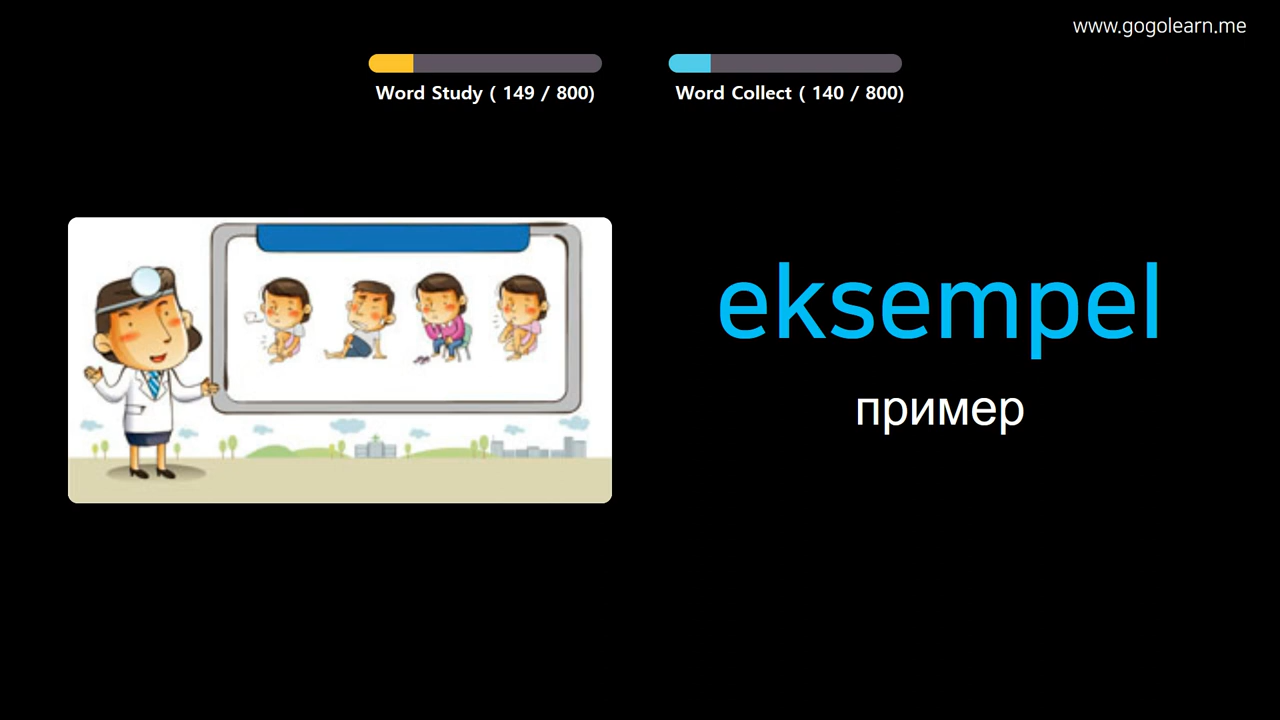 www.gogolearn.me
Word Study ( 149 / 800)
Word Collect ( 140 / 800)
eksempel
пример